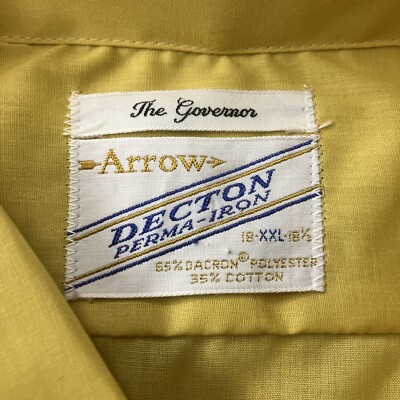 The Governor
Arrow
DECTON
PERMA-IRON
18-XXL-18½
65% DACRON® POLYESTER
35% COTTON